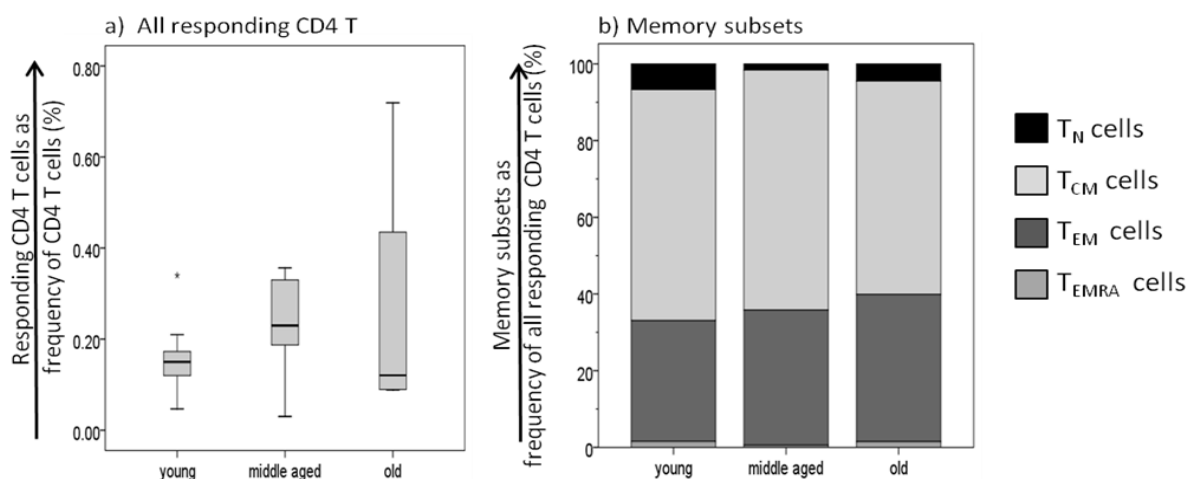 a) All responding CD4 T
Responding CD4 T cells as
frequency of CD4 T cells (%)
0.80
0.60
0.40
0.20
0.00
*
young middle aged old
b) Memory subsets
Memory subsets as
frequency of all responding CD4 T cells (%)
100
80
60
40
20
0
young middle aged old
TN cells
TCM cells
TEM cells
TEMRA cells